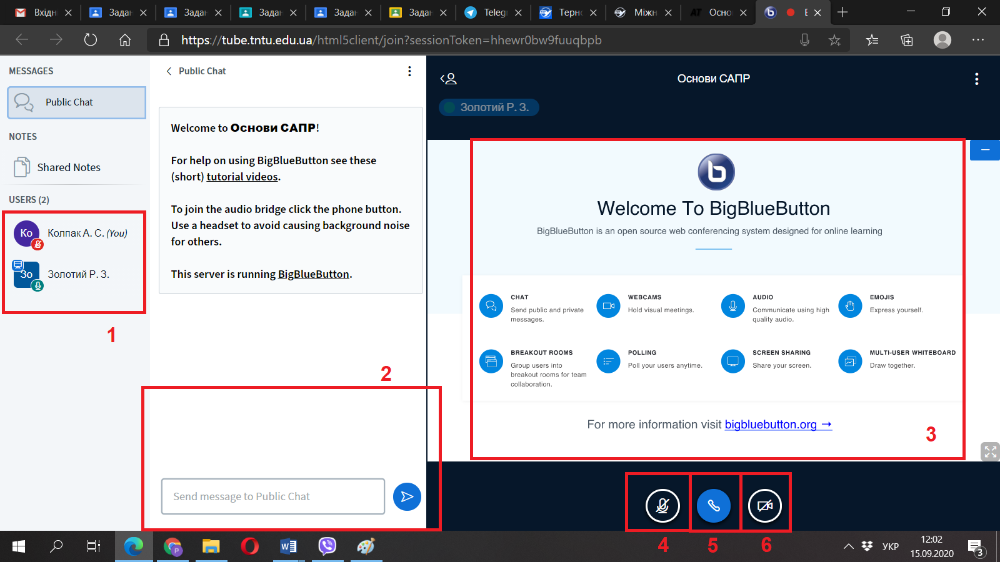 Вхідн
Задан
Задан
Задан
Задан
Задан
Telegr
Терно
Міжн
AT
Осно
https://tube.tntu.edu.ua/html5client/join?sessionToken=hhewr0bw9fuuqbpb
MESSAGES
Public Chat
NOTES
Shared Notes
USERS (2)
Ко
Колпак А. С. (You)
Зо
Золотий Р. З.
1
Public Chat
Welcome to Основи САПР!
For help on using BigBlueButton see these
(short) tutorial videos.
To join the audio bridge click the phone button.
Use a headset to avoid causing background noise
for others.
This server is running BigBlueButton.
2
Send message to Public Chat
Основи САПР
Золотий Р. З.
b
Welcome To BigBlueButton
BigBlueButton is an open source web conferencing system designed for online learning
CHAT
Send public and private
messages.
WEBCAMS
Hold visual meetings.
AUDIO
Communicate using high
quality audio.
EMOJIS
Express yourself.
BREAKOUT ROOMS
Group users into
breakout rooms for team
collaboration.
POLLING
Poll your users anytime.
SCREEN SHARING
Share your screen.
MULTI-USER WHITEBOARD
Draw together.
For more information visit bigbluebutton.org →
3
4
5
6
УКР
12:02
15.09.2020
3